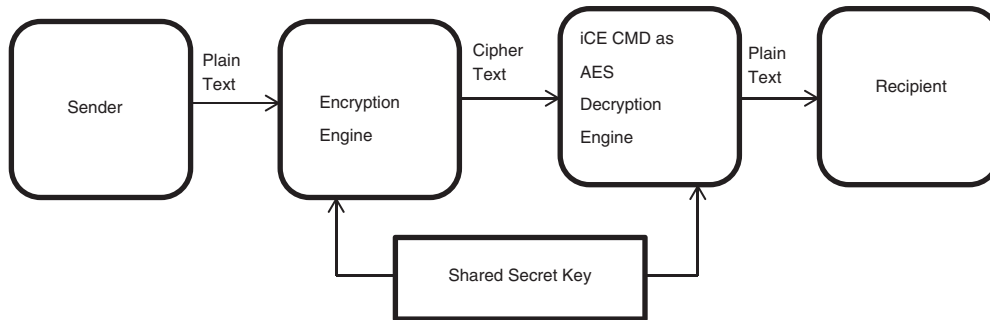 Sender
Plain
Text
Encryption
Engine
Cipher
Text
iCE CMD as
AES
Decryption
Engine
Plain
Text
Recipient
Shared Secret Key